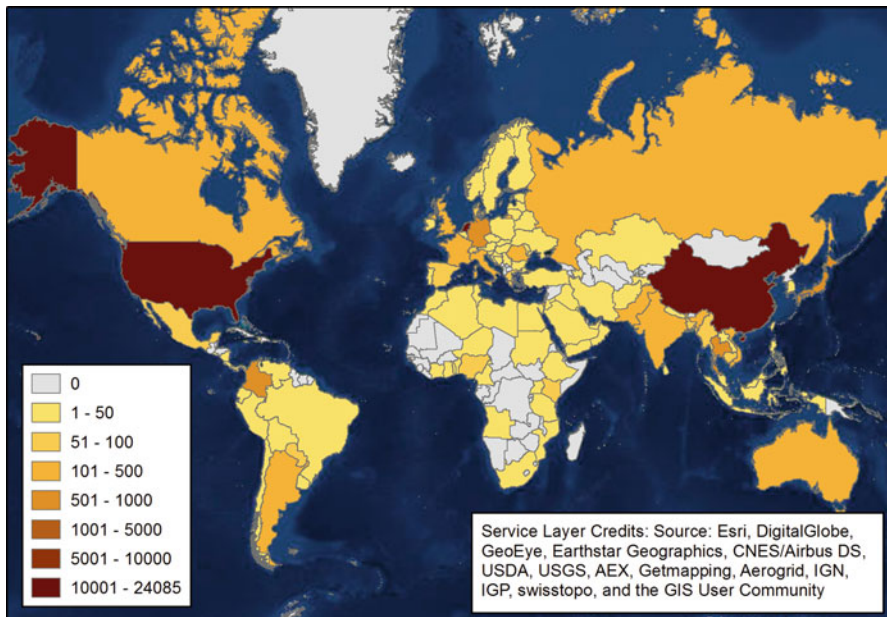 0
1 - 50
51 - 100
101 - 500
501 - 1000
1001 - 5000
5001 - 10000
10001 - 24085
Service Layer Credits: Source: Esri, DigitalGlobe,
GeoEye, Earthstar Geographics, CNES/Airbus DS,
USDA, USGS, AEX, Getmapping, Aerogrid, IGN,
IGP, swisstopo, and the GIS User Community